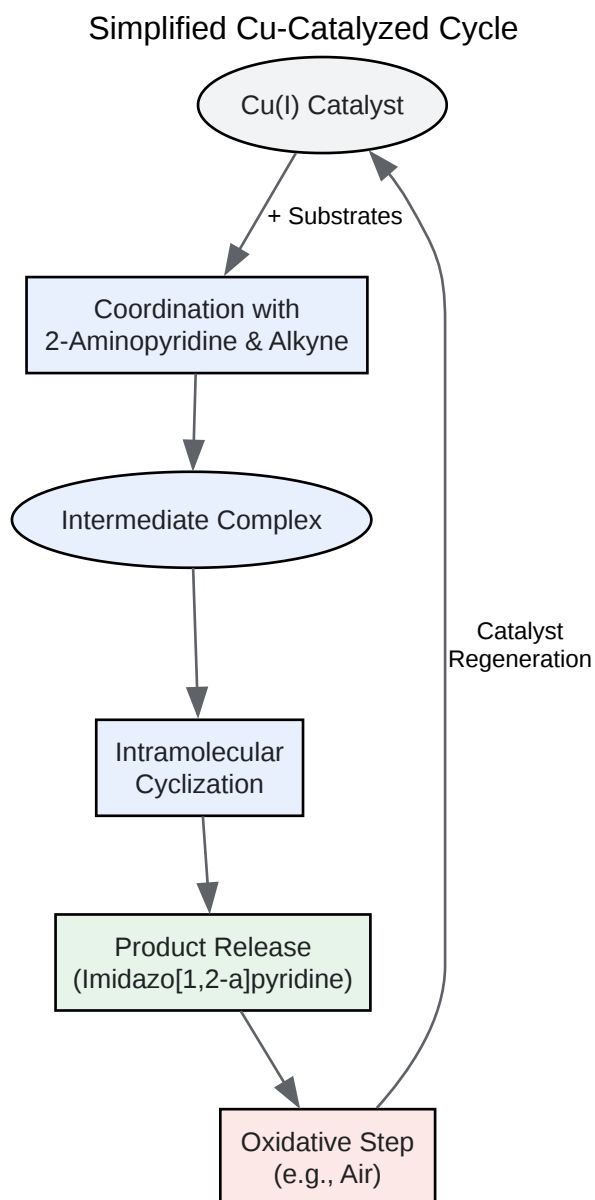 Simplified Cu-Catalyzed Cycle
Cu(I) Catalyst
+ Substrates
Coordination with
2-Aminopyridine & Alkyne
Intermediate Complex
Catalyst
Regeneration
Intramolecular
Cyclization
Product Release
(Imidazo[1,2-a]pyridine)
Oxidative Step
(e.g., Air)